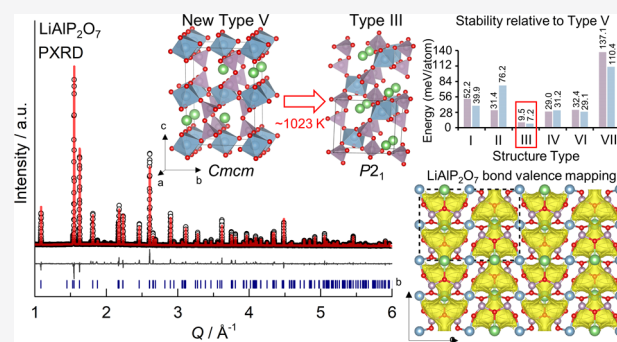 LiAlP₂O₇
PXRD
Intensity / a.u.
1
2
3
4
5
6
Q / Å⁻¹
New Type V
Type III
~1023 K
c
a
b
Cmcm
P2₁
Stability relative to Type V
Energy (meV/atom)
140
112
84
56
28
0
52.2
39.9
31.4
76.2
9.5
7.2
29.0
31.2
32.4
29.1
137.1
110.4
I
II
III
IV
VI
VII
Structure Type
LiAlP₂O₇ bond valence mapping
b